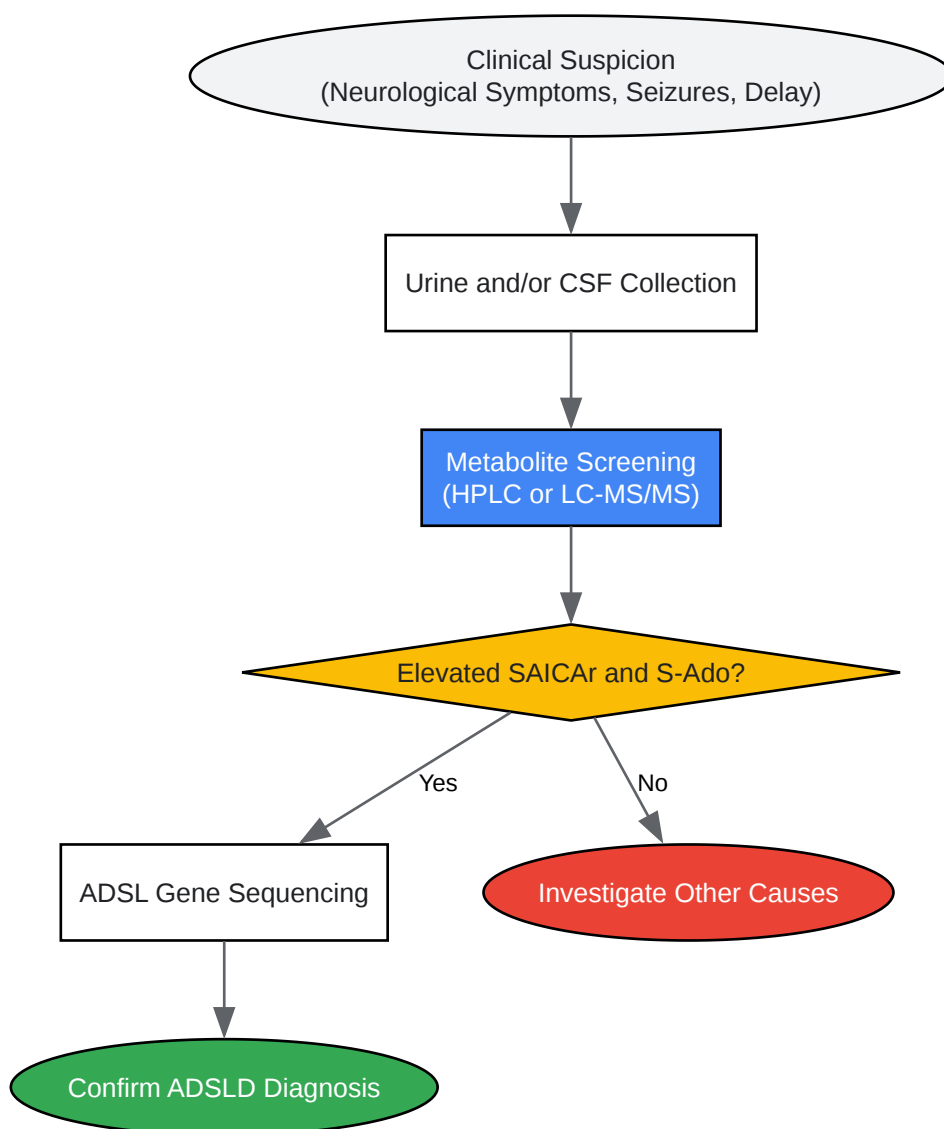 Clinical Suspicion
(Neurological Symptoms, Seizures, Delay)
Urine and/or CSF Collection
Metabolite Screening
(HPLC or LC-MS/MS)
Elevated SAICAr and S-Ado?
Yes
No
ADSL Gene Sequencing
Investigate Other Causes
Confirm ADSLD Diagnosis